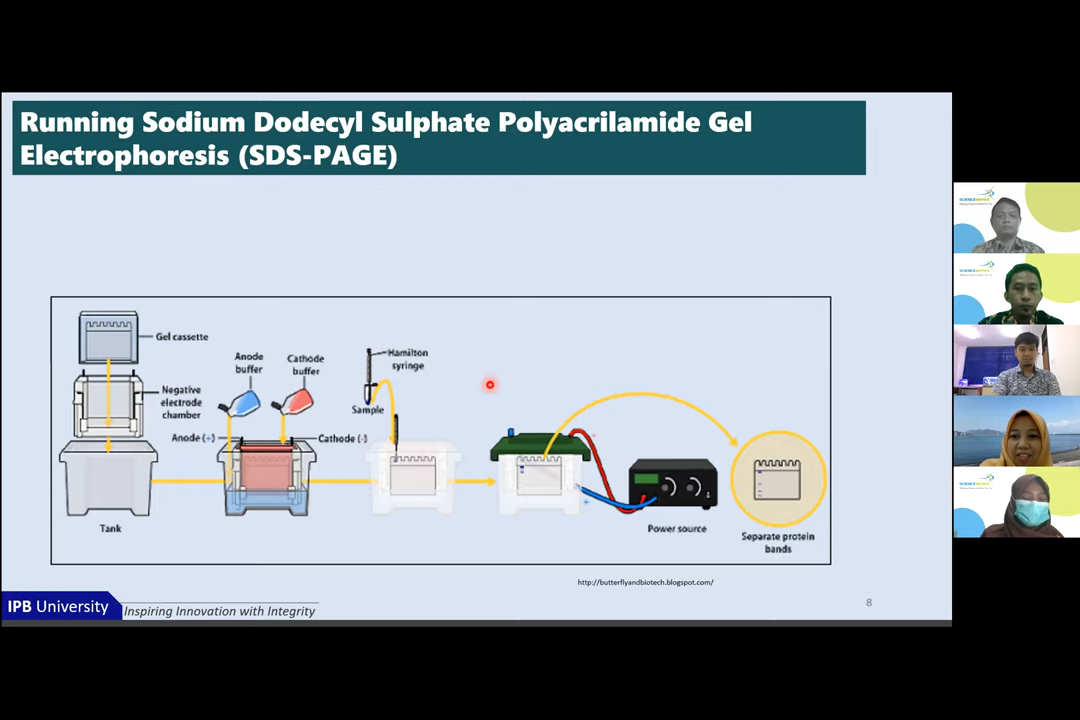 Running Sodium Dodecyl Sulphate Polyacrilamide Gel
Electrophoresis (SDS-PAGE)
Gel cassette
Negative
electrode
chamber
Tank
Anode
buffer
Cathode
buffer
Anode (+)
Cathode (-)
Hamilton
syringe
Sample
Power source
Separate protein
bands
http://butterflyandbiotech.blogspot.com/
IPB University
Inspiring Innovation with Integrity
8